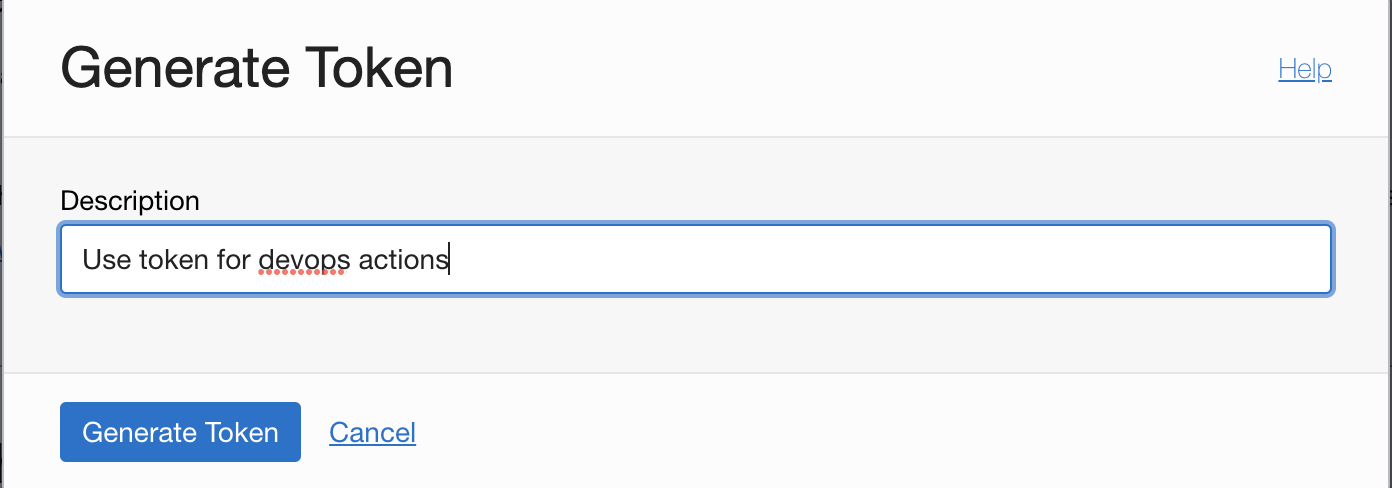 Generate Token
Help
Description
Use token for devops actions
Generate Token
Cancel